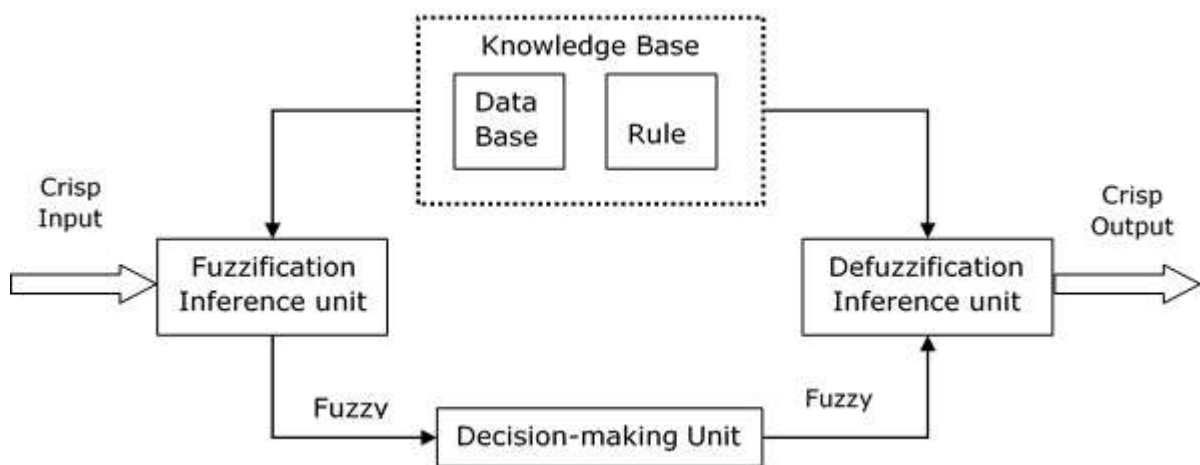 Knowledge Base
Data
Base
Rule
Crisp
Input
Crisp
Output
Fuzzification
Inference unit
Defuzzification
Inference unit
Fuzzy
Fuzzy
Decision-making Unit